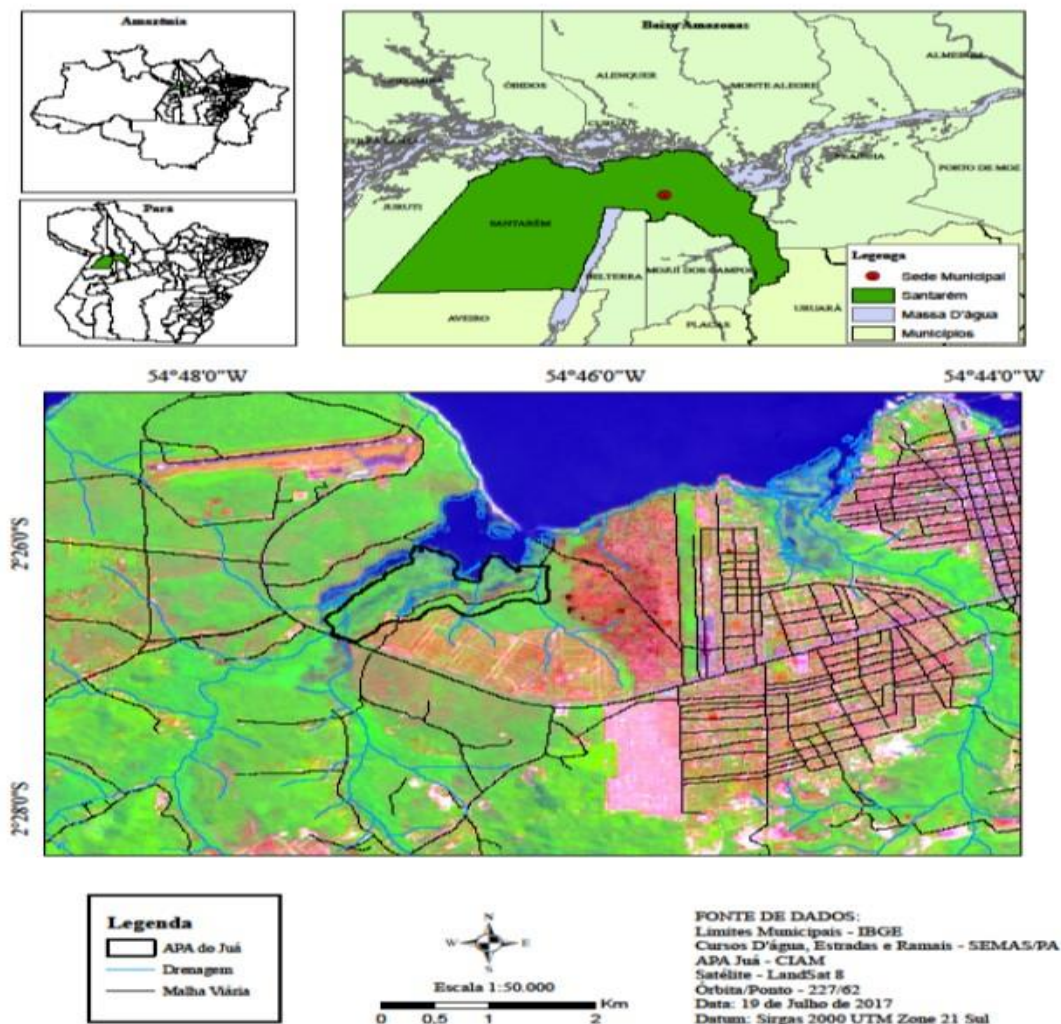 Amazônia
Pará
Baixo Amazonas
ÓBIDOS
ALENQUER
MONTE ALEGRE
ALMEIRIM
CURUÁ
PRAINHA
PORTO DE MOZ
JURUTI
SANTARÉM
BELTERRA
MOJUÍ DOS CAMPOS
AVEIRO
PLACAS
URUARÁ
Legenga
Sede Municipal
Santarém
Massa D'água
Municípios
54°48'0"W
54°46'0"W
54°44'0"W
2°26'0"S
2°28'0"S
Legenda
APA do Juá
Drenagem
Malha Viária
N
W
E
S
Escala 1:50.000
Km
0 0,5 1 2
FONTE DE DADOS:
Limites Municipais - IBGE
Cursos D'água, Estradas e Ramais - SEMAS/PA
APA Juá - CIAM
Satélite - LandSat 8
Órbita/Ponto - 227/62
Data: 19 de Julho de 2017
Datum: Sirgas 2000 UTM Zone 21 Sul